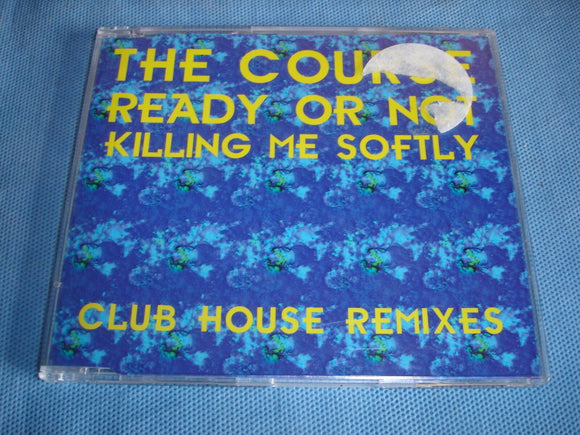 THE COURSE
READY OR NOT
KILLING ME SOFTLY
CLUB HOUSE REMIXES